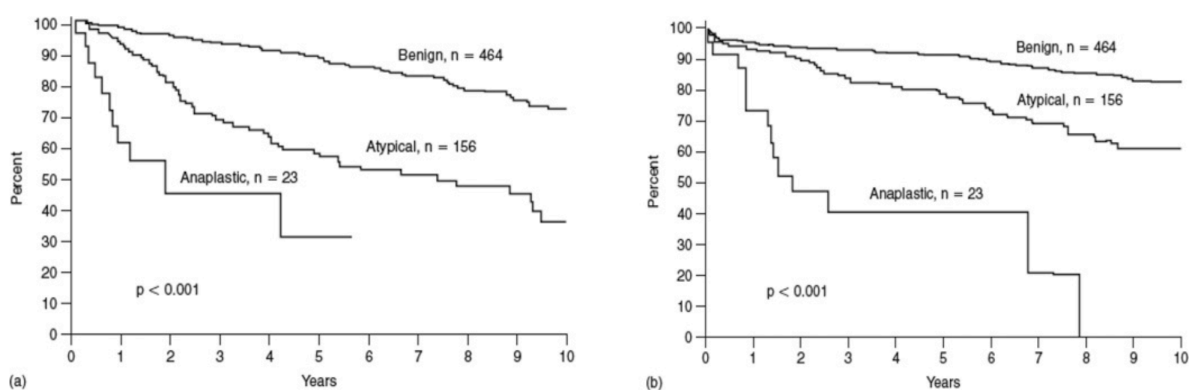 100
90
80
70
60
50
40
30
20
10
0
Percent
Benign, n = 464
Atypical, n = 156
Anaplastic, n = 23
p < 0.001
0 1 2 3 4 5 6 7 8 9 10
Years
(a)
100
90
80
70
60
50
40
30
20
10
0
Percent
Benign, n = 464
Atypical, n = 156
Anaplastic, n = 23
p < 0.001
0 1 2 3 4 5 6 7 8 9 10
Years
(b)